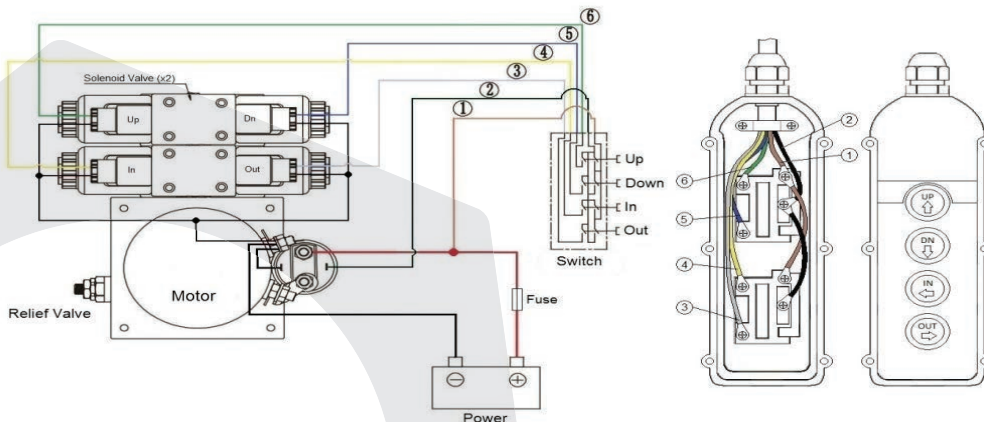 ⑥
⑤
④
③
②
①
Solenoid Valve (x2)
Up
Dn
In
Out
Up
Down
In
Out
Switch
Motor
Relief Valve
Fuse
Power
②
①
⑥
⑤
④
③
UP
DN
IN
OUT